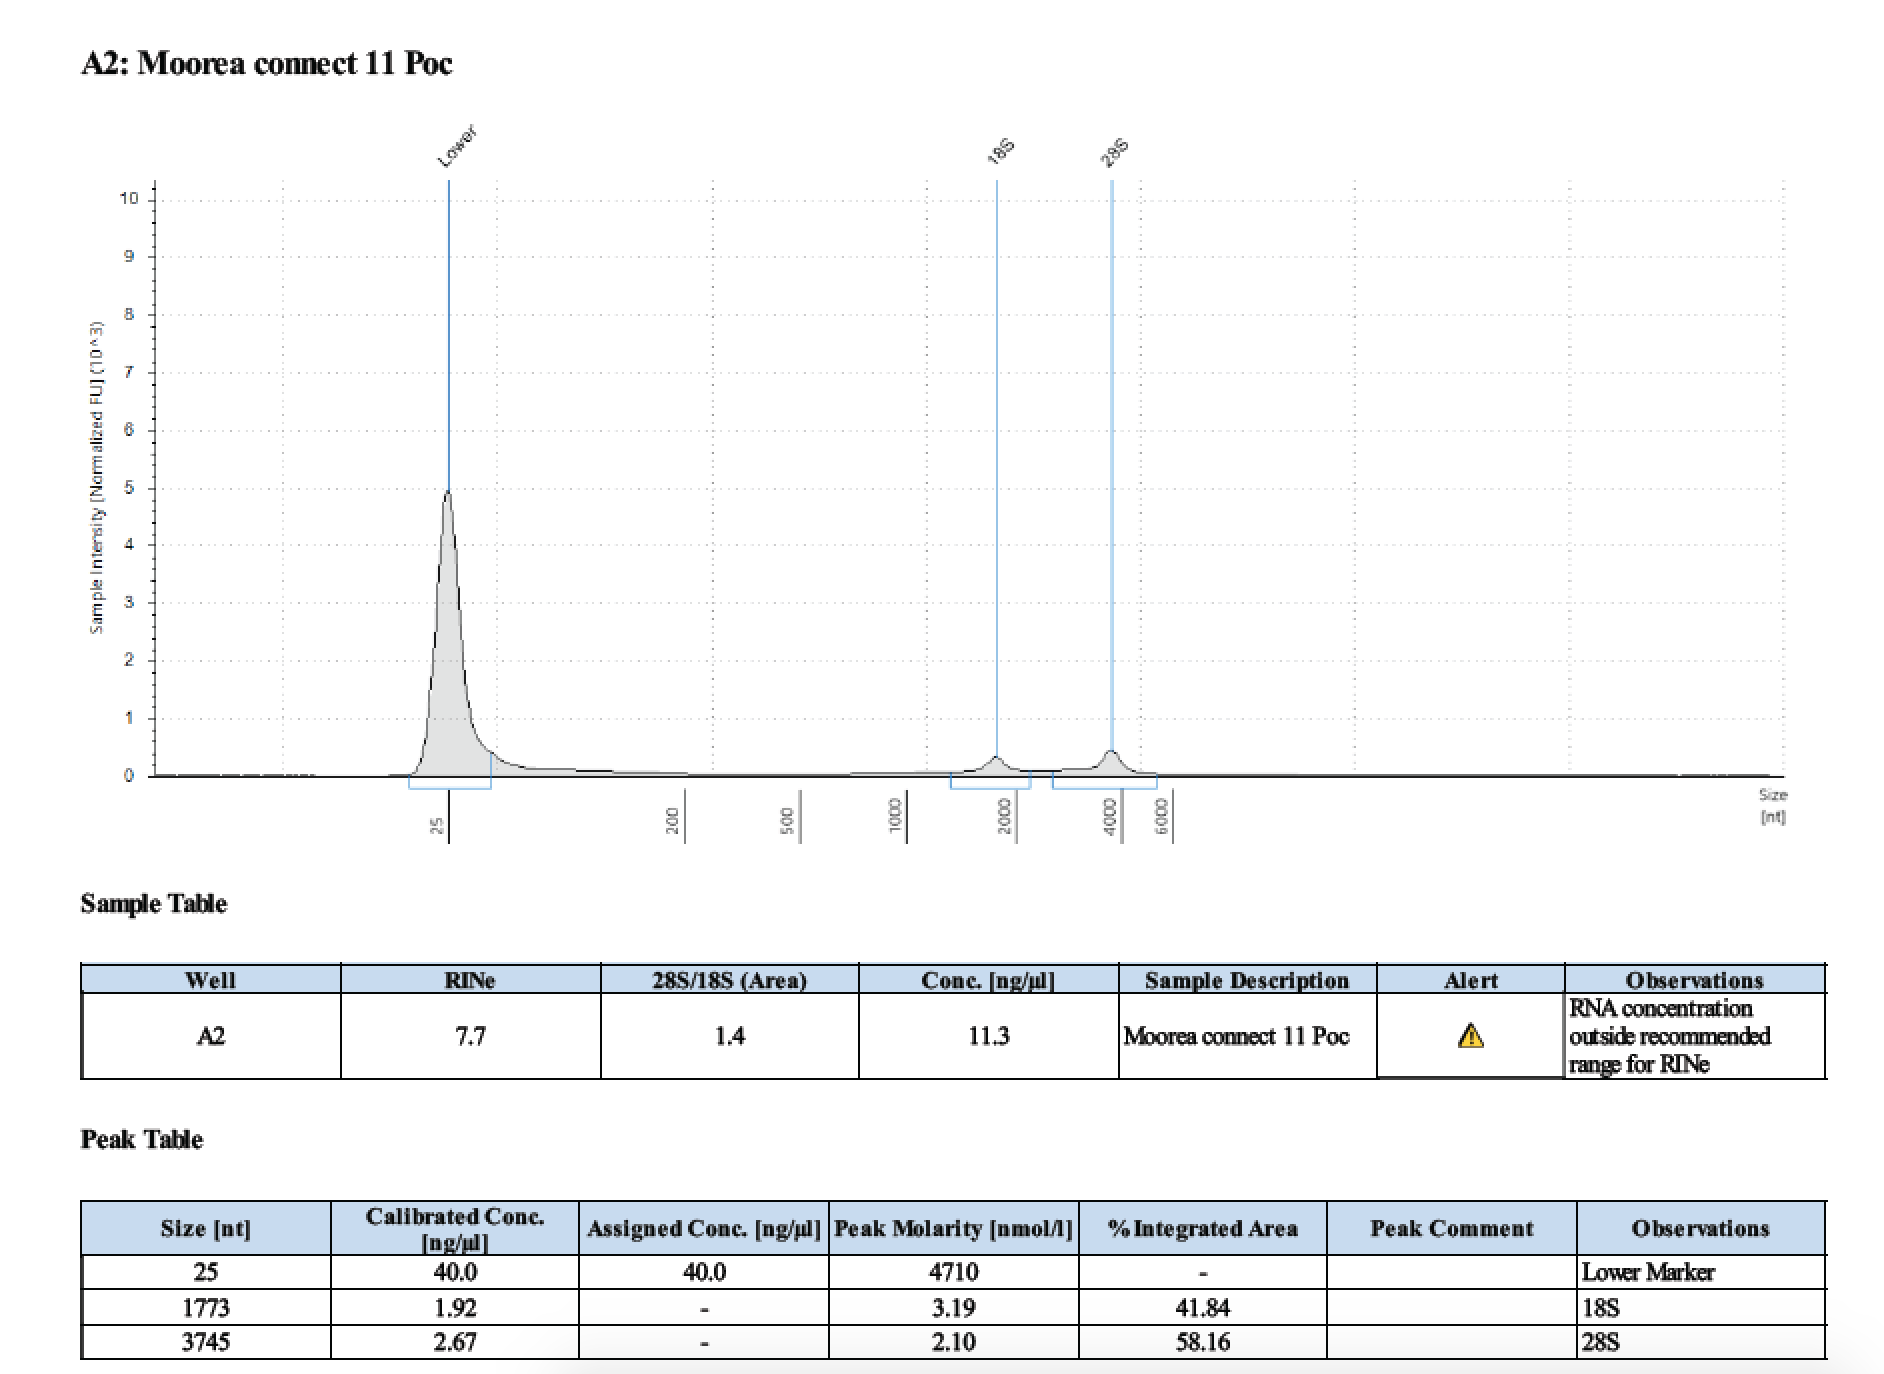 A2: Moorea connect 11 Poc
Lower
18S
28S
10
9
8
7
6
5
4
3
2
1
0
Sample Intensity [Normalized FU] (10^3)
25
200
500
1000
2000
4000
6000
Size
[nt]
Sample Table
Well RINe 28S/18S (Area) Conc. [ng/µl] Sample Description Alert Observations
A2 7.7 1.4 11.3 Moorea connect 11 Poc RNA concentration
outside recommended
range for RINe
Peak Table
Size [nt] Calibrated Conc.
[ng/µl] Assigned Conc. [ng/µl] Peak Molarity [nmol/l] % Integrated Area Peak Comment Observations
25 40.0 40.0 4710 - Lower Marker
1773 1.92 - 3.19 41.84 18S
3745 2.67 - 2.10 58.16 28S